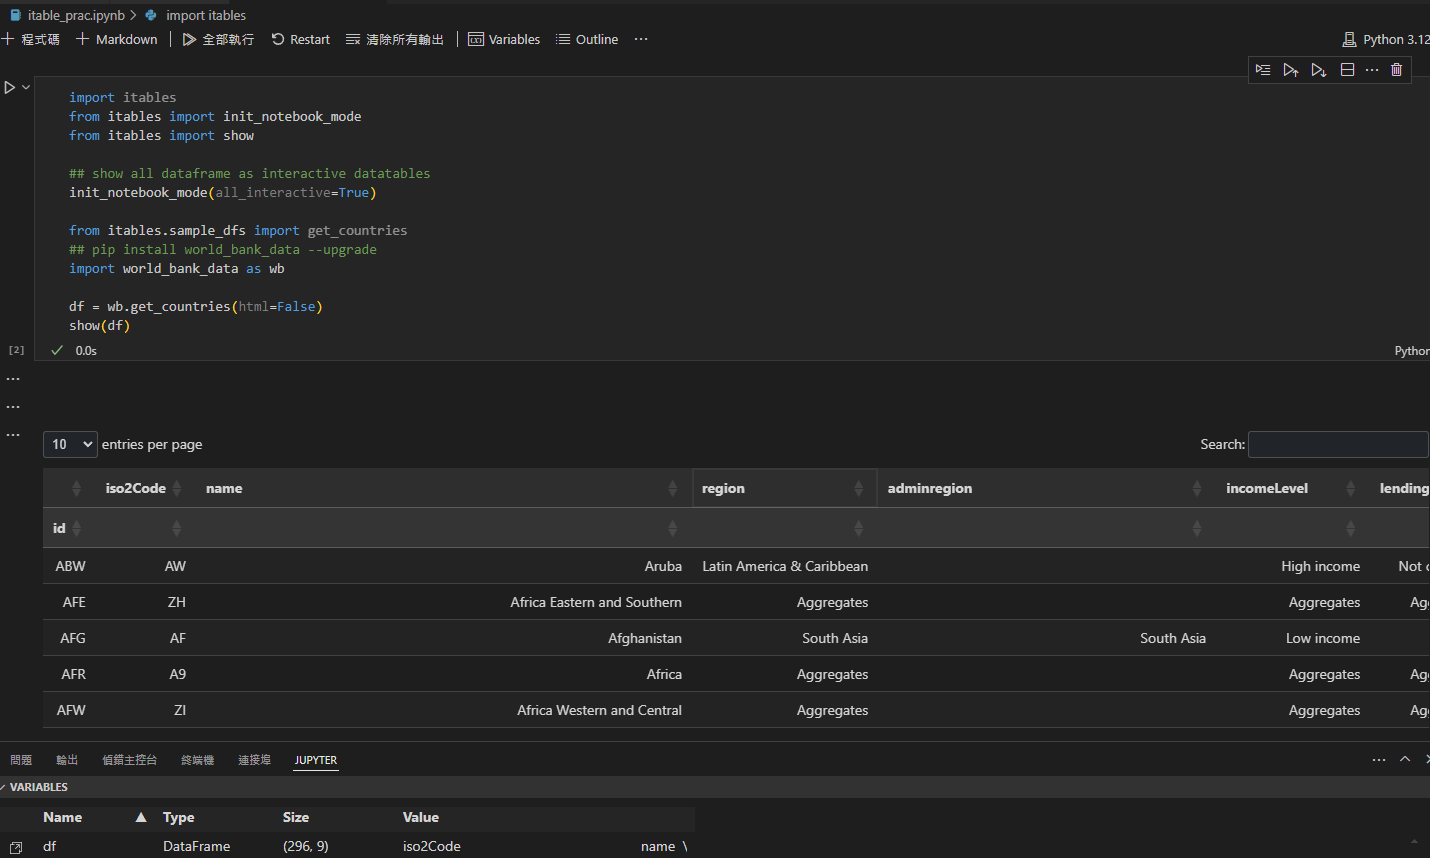 itable_prac.ipynb > import itables
程式碼 Markdown 全部執行 Restart 清除所有輸出 Variables Outline ... Python 3.12
import itables
from itables import init_notebook_mode
from itables import show
## show all dataframe as interactive datatables
init_notebook_mode(all_interactive=True)
from itables.sample_dfs import get_countries
## pip install world_bank_data --upgrade
import world_bank_data as wb
df = wb.get_countries(html=False)
show(df)
[2] 0.0s Python
...
...
...
10 entries per page Search:
iso2Code name region adminregion incomeLevel lending
id
ABW AW Aruba Latin America & Caribbean High income Not
AFE ZH Africa Eastern and Southern Aggregates Aggregates Ag
AFG AF Afghanistan South Asia South Asia Low income
AFR A9 Africa Aggregates Aggregates Ag
AFW ZI Africa Western and Central Aggregates Aggregates Ag
問題 輸出 偵錯主控台 終端機 連接埠 JUPYTER
VARIABLES
Name Type Size Value
df DataFrame (296, 9) iso2Code name \